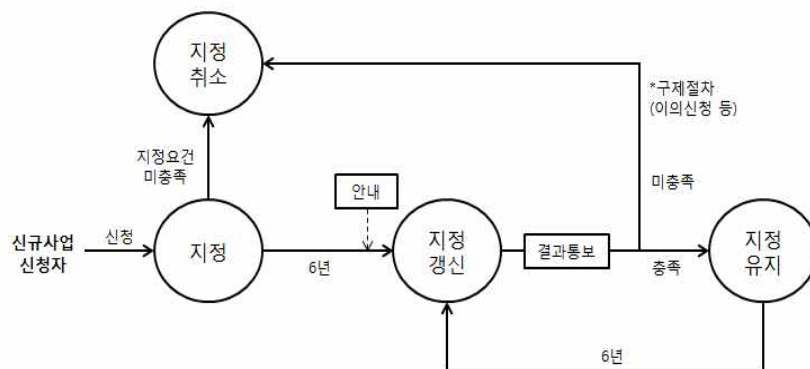 지정
취소
*구제절차
(이의신청 등)
지정요건
미충족
안내
미충족
신규사업
신청자
신청
지정
6년
지정
갱신
결과통보
충족
지정
유지
6년